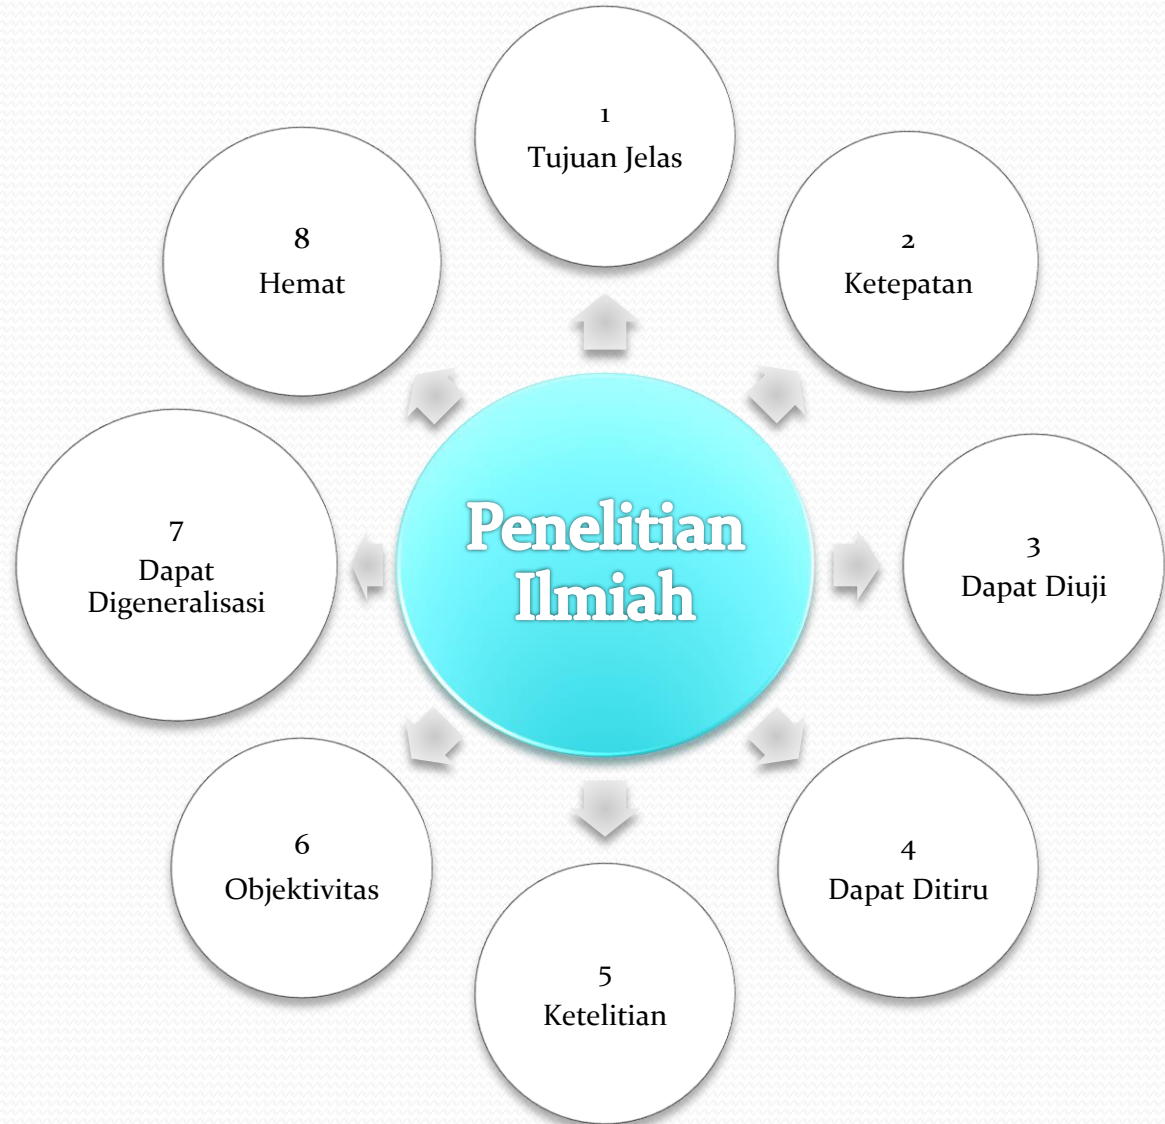 Penelitian
Ilmiah
1
Tujuan Jelas
2
Ketepatan
3
Dapat Diuji
4
Dapat Ditiru
5
Ketelitian
6
Objektivitas
7
Dapat
Digeneralisasi
8
Hemat